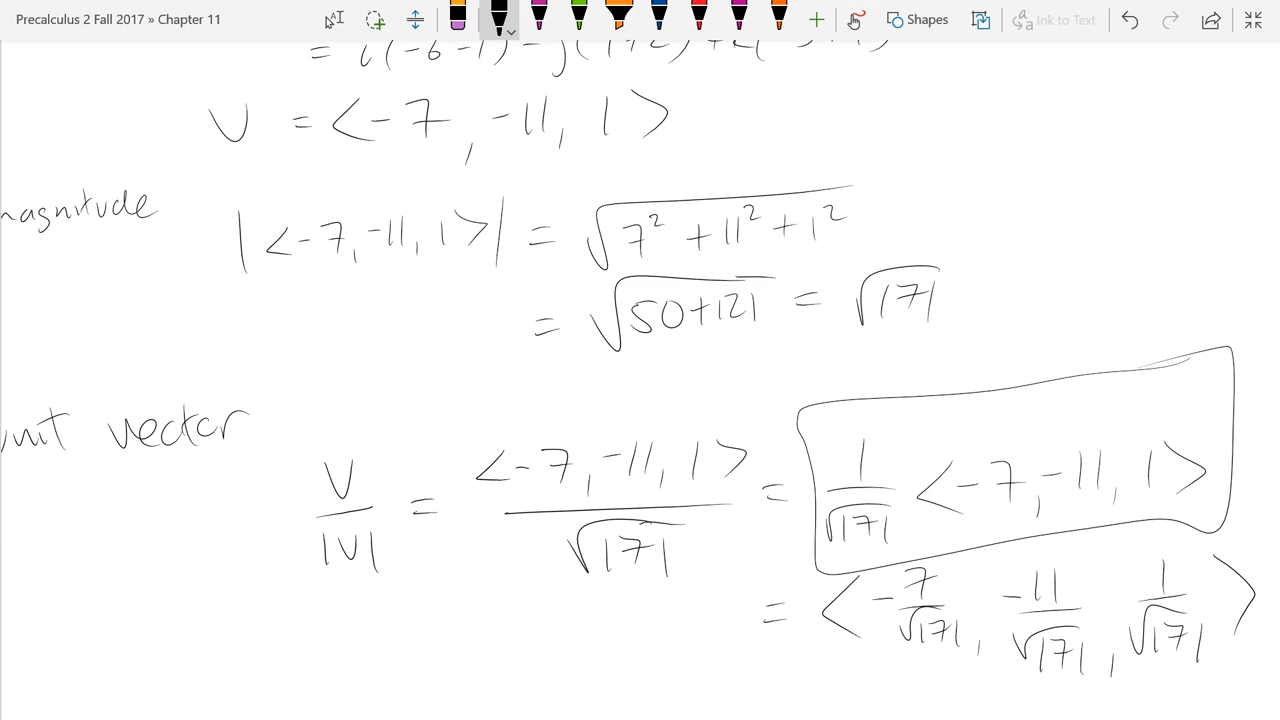 Precalculus 2 Fall 2017 » Chapter 11
Shapes
Ink to Text
V = <-7, -11, 1>
magnitude
|<-7, -11, 1>| = √(7² + 11² + 1²)
= √(50+121) = √171
unit vector
V/|V| = <-7, -11, 1>/√171 = 1/√171 <-7, -11, 1>
= <-7/√171, -11/√171, 1/√171>